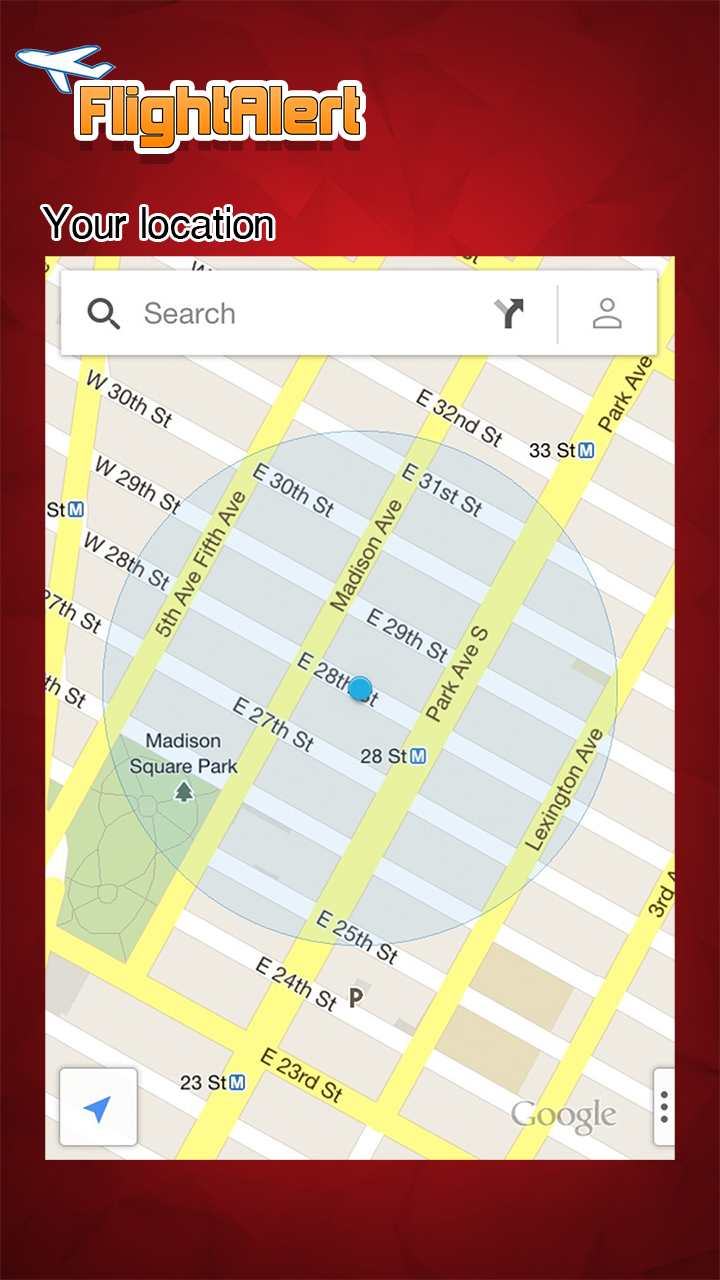 FlightAlert
Your location
Search
W 30th St
E 32nd St
Park Ave
33 St M
W 29th St
E 30th St
E 31st St
St M
5th Ave Fifth Ave
Madison Ave
W 28th St
27th St
E 29th St
E 28th St
Park Ave S
th St
E 27th St
Madison
Square Park
28 St M
Lexington Ave
3rd A
E 25th St
E 24th St
P
E 23rd St
23 St M
Google